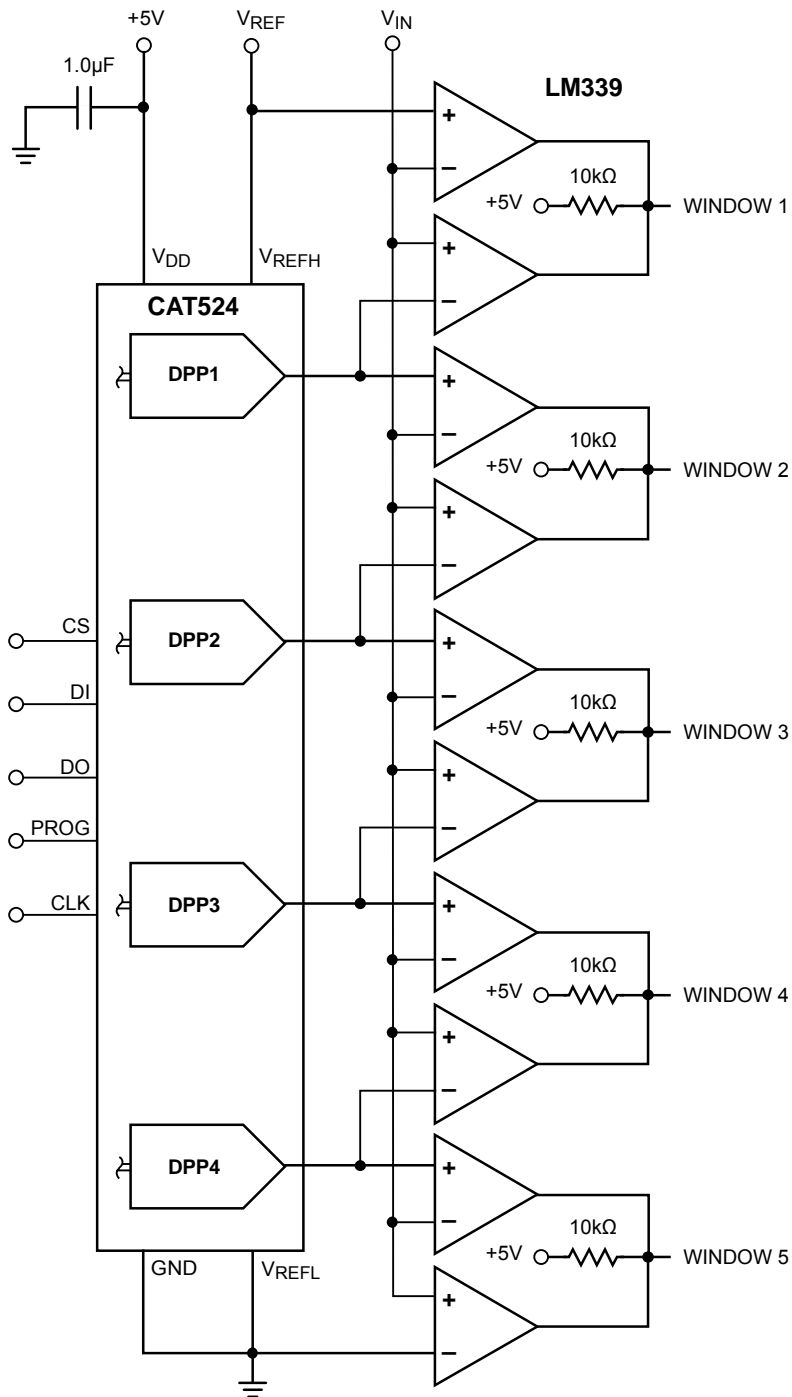 +5V
VREF
VIN
1.0μF
LM339
+
−
10kΩ
+5V
WINDOW 1
+
−
VDD
VREFH
CAT524
DPP1
+
−
10kΩ
+5V
WINDOW 2
+
−
CS
DPP2
+
−
DI
10kΩ
+5V
WINDOW 3
DO
+
−
PROG
CLK
DPP3
+
−
10kΩ
+5V
WINDOW 4
+
−
DPP4
+
−
10kΩ
+5V
WINDOW 5
GND
VREFL
+
−